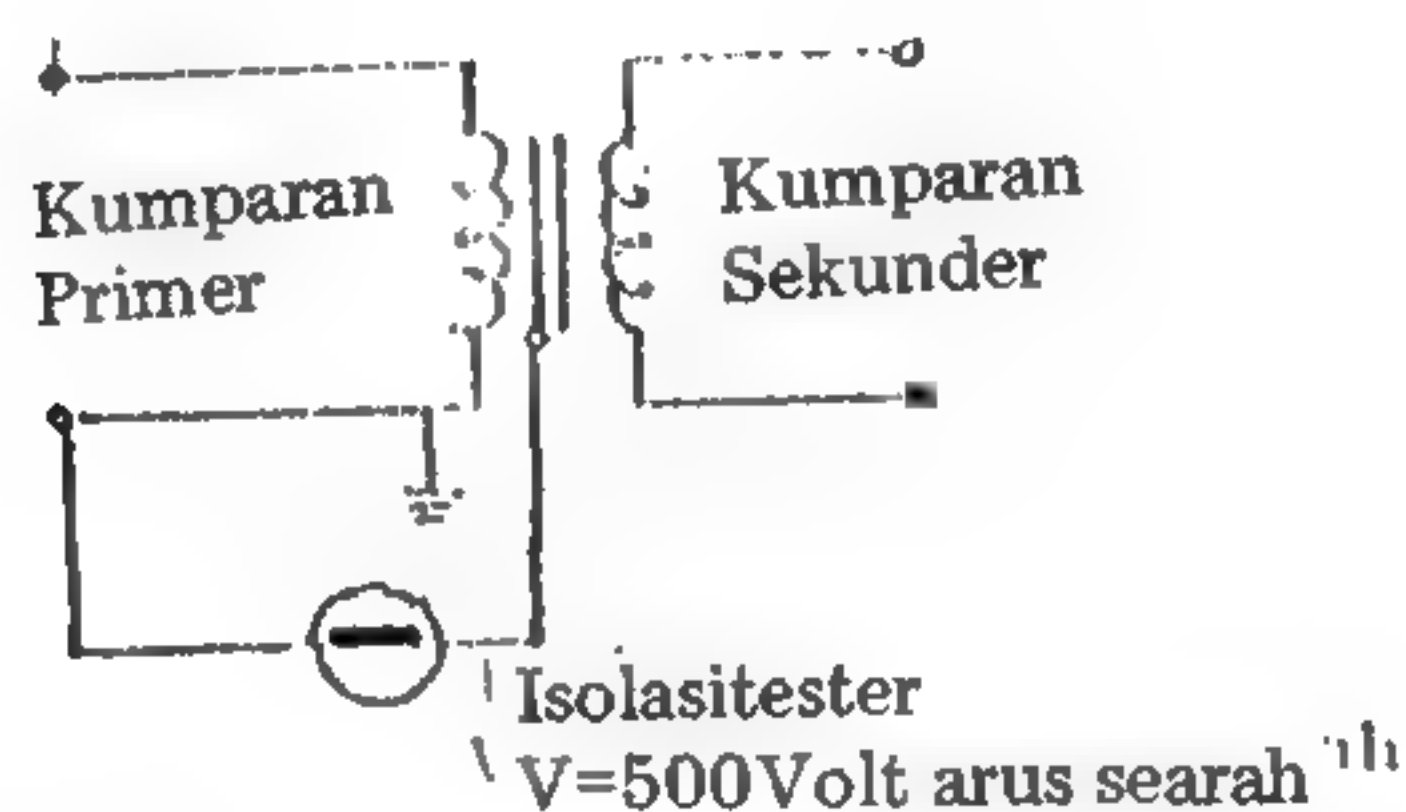 Kumparan
Primer
Kumparan
Sekunder
Isolasitester
V=500Volt arus searah